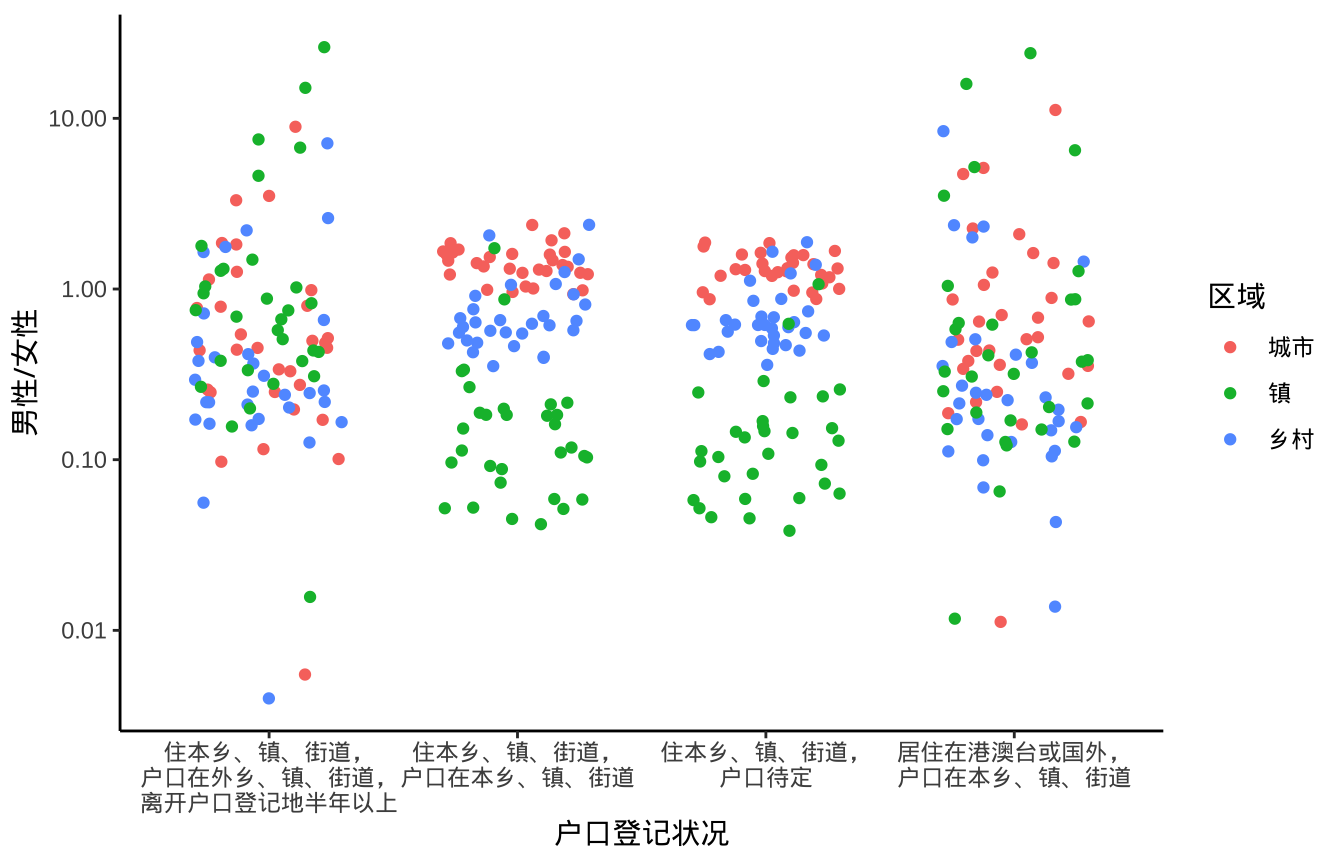 男性/女性
10.00
1.00
0.10
0.01
住本乡、镇、街道，
户口在外乡、镇、街道，
离开户口登记地半年以上
住本乡、镇、街道，
户口在本乡、镇、街道
住本乡、镇、街道，
户口待定
居住在港澳台或国外，
户口在本乡、镇、街道
户口登记状况
区域
城市
镇
乡村